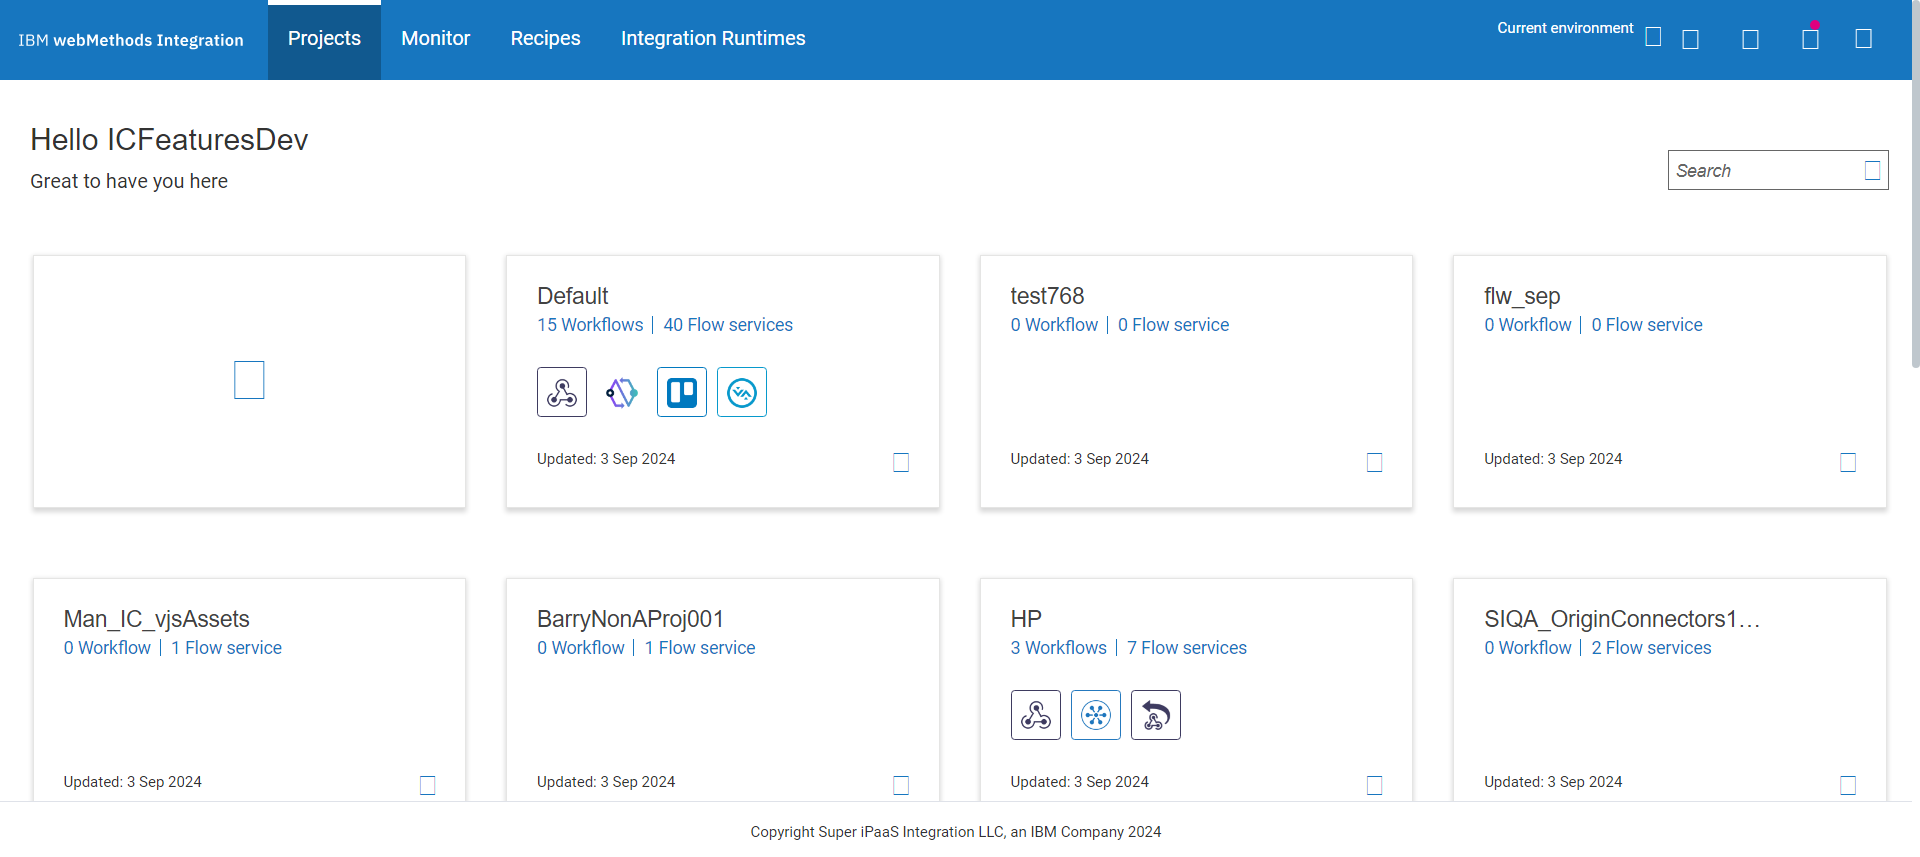 IBM webMethods Integration
Projects
Monitor
Recipes
Integration Runtimes
Current environment
Hello ICFeaturesDev
Great to have you here
Search
Default
15 Workflows | 40 Flow services
Updated: 3 Sep 2024
test768
0 Workflow | 0 Flow service
Updated: 3 Sep 2024
flw_sep
0 Workflow | 0 Flow service
Updated: 3 Sep 2024
Man_IC_vjsAssets
0 Workflow | 1 Flow service
Updated: 3 Sep 2024
BarryNonAProj001
0 Workflow | 1 Flow service
Updated: 3 Sep 2024
HP
3 Workflows | 7 Flow services
Updated: 3 Sep 2024
SIQA_OriginConnectors1...
0 Workflow | 2 Flow services
Updated: 3 Sep 2024
Copyright Super iPaaS Integration LLC, an IBM Company 2024